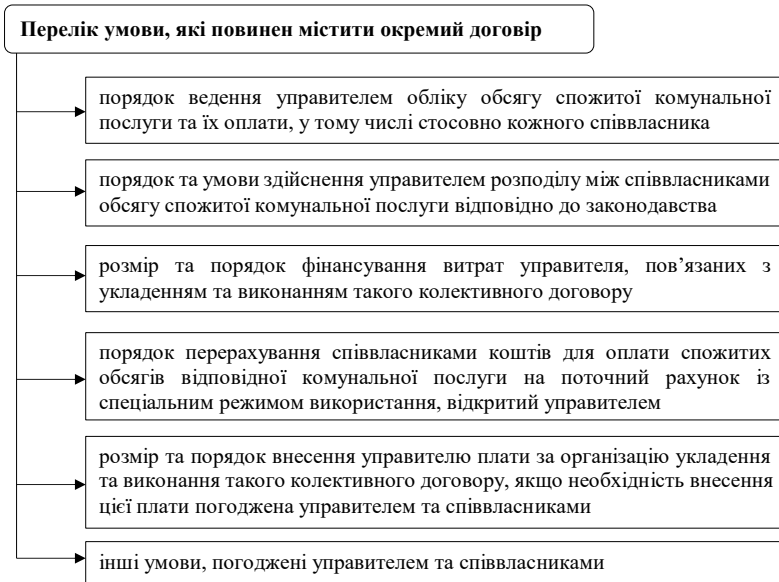 Перелік умови, які повинен містити окремий договір
порядок ведення управителем обліку обсягу спожитої комунальної
послуги та їх оплати, у тому числі стосовно кожного співвласника
порядок та умови здійснення управителем розподілу між співвласниками
обсягу спожитої комунальної послуги відповідно до законодавства
розмір та порядок фінансування витрат управителя, пов’язаних з
укладенням та виконанням такого колективного договору
порядок перерахування співвласниками коштів для оплати спожитих
обсягів відповідної комунальної послуги на поточний рахунок із
спеціальним режимом використання, відкритий управителем
розмір та порядок внесення управителю плати за організацію укладення
та виконання такого колективного договору, якщо необхідність внесення
цієї плати погоджена управителем та співвласниками
інші умови, погоджені управителем та співвласниками